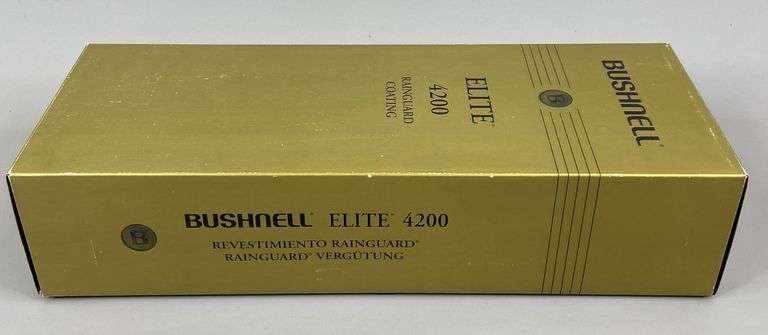 BUSHNELL®
B
ELITE®
4200
RAINGUARD
COATING
B
BUSHNELL® ELITE® 4200
REVESTIMIENTO RAINGUARD®
RAINGUARD® VERGÜTUNG